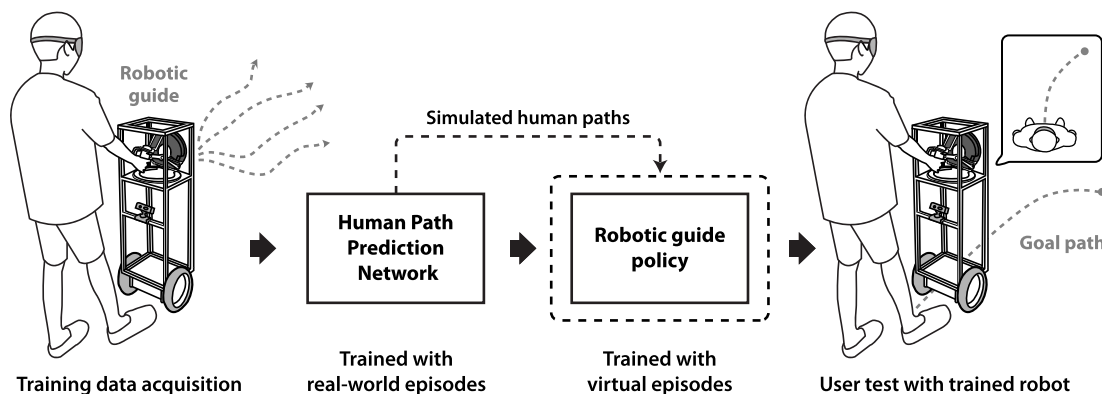 Robotic
guide
Simulated human paths
Human Path
Prediction
Network
Robotic guide
policy
Goal path
Training data acquisition
Trained with
real-world episodes
Trained with
virtual episodes
User test with trained robot